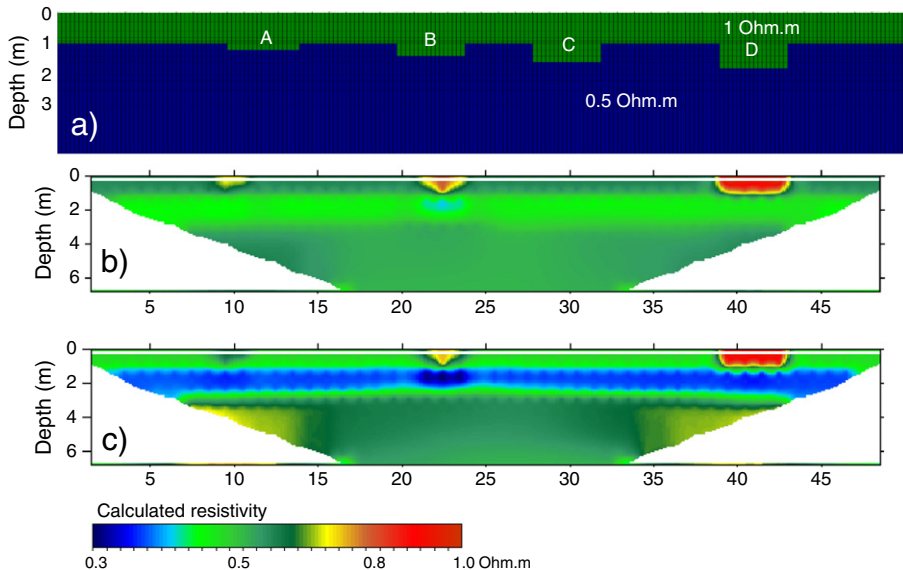 0
1 Ohm.m
A
B
C
D
1
2
3
Depth (m)
0.5 Ohm.m
a)
0
2
4
6
Depth (m)
b)
5 10 15 20 25 30 35 40 45
0
2
4
6
Depth (m)
c)
5 10 15 20 25 30 35 40 45
Calculated resistivity
0.3 0.5 0.8 1.0 Ohm.m